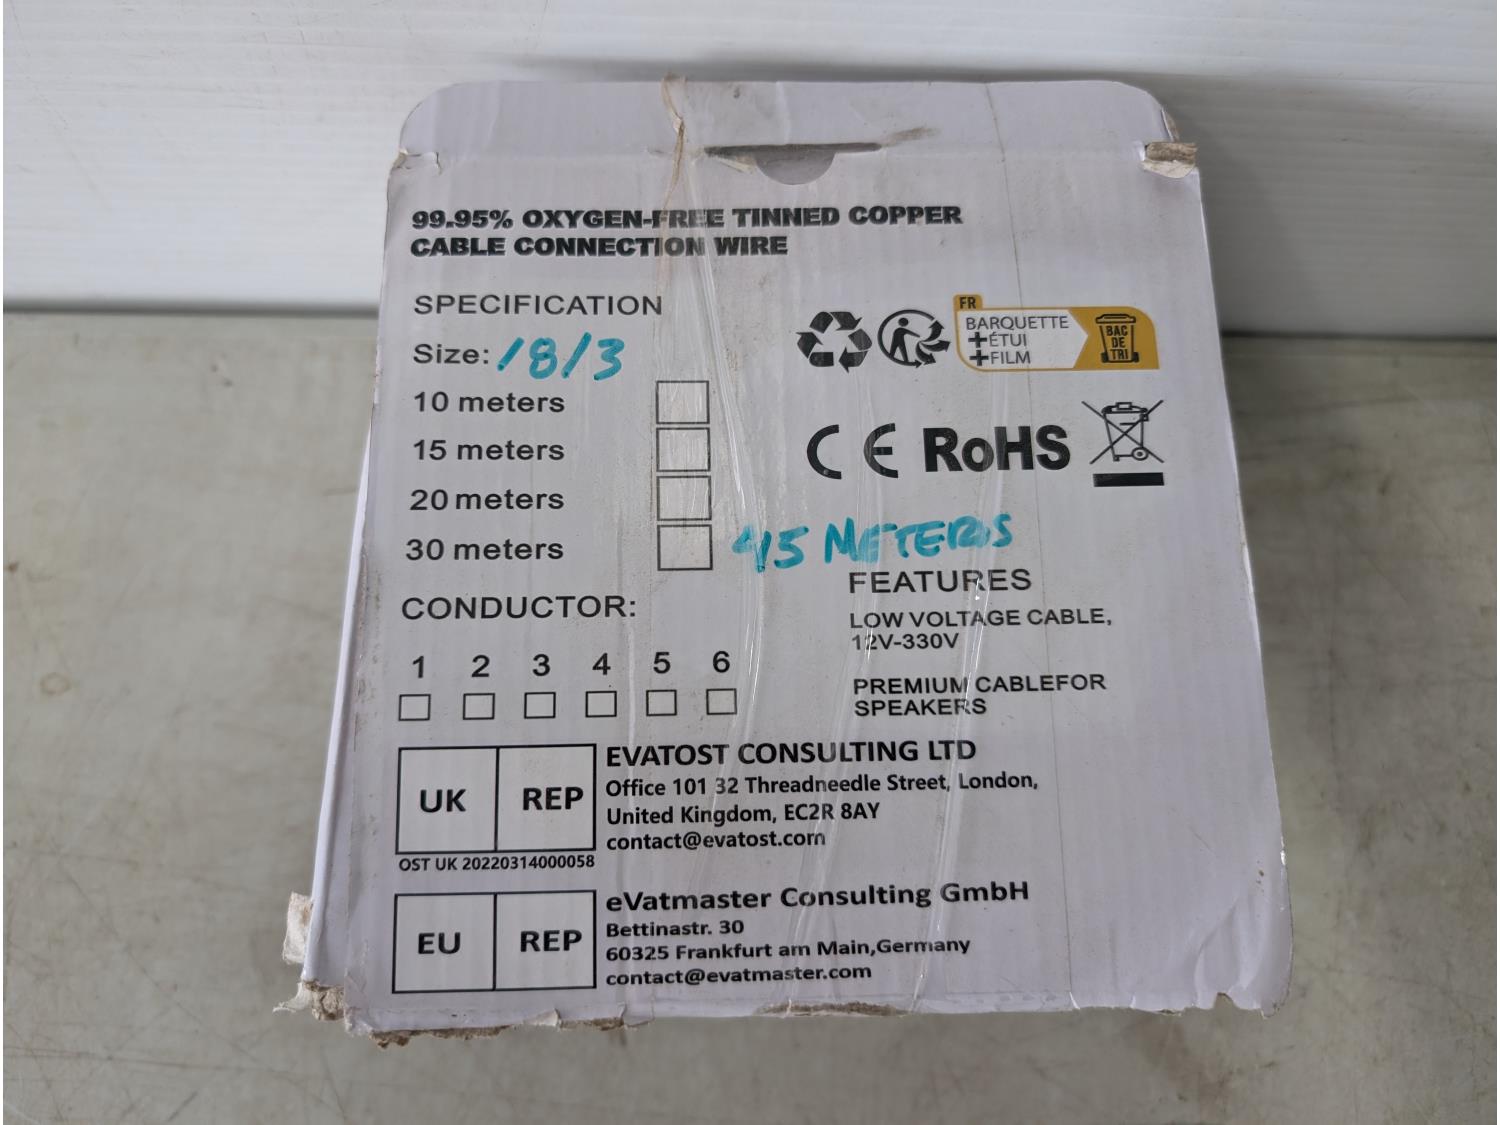 99.95% OXYGEN-FREE TINNED COPPER
CABLE CONNECTION WIRE
SPECIFICATION
Size: 18/3
10 meters
15 meters
20 meters
30 meters
45 METERS
CONDUCTOR:
1 2 3 4 5 6
FR
BARQUETTE
+ÉTUI
+FILM
BAC
DE
TRI
CE RoHS
FEATURES
LOW VOLTAGE CABLE,
12V-330V
PREMIUM CABLEFOR
SPEAKERS
UK REP
EVATOST CONSULTING LTD
Office 101 32 Threadneedle Street, London,
United Kingdom, EC2R 8AY
contact@evatost.com
OST UK 20220314000058
EU REP
eVatmaster Consulting GmbH
Bettinastr. 30
60325 Frankfurt am Main,Germany
contact@evatmaster.com